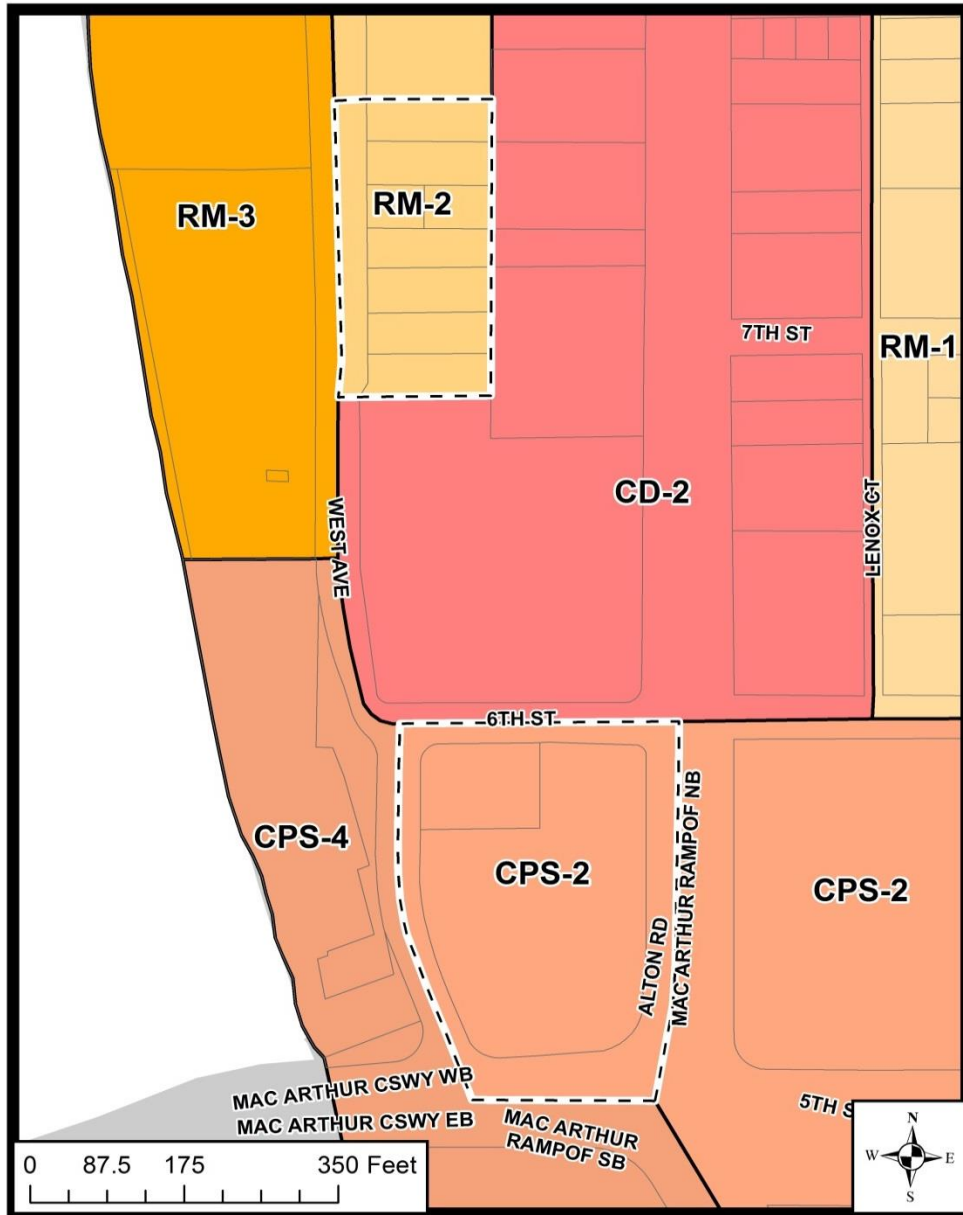 RM-3
RM-2
7TH ST
RM-1
CD-2
WEST AVE
LENOX CT
6TH ST
CPS-4
CPS-2
CPS-2
ALTON RD
MAC ARTHUR RAMPOF NB
MAC ARTHUR CSWY WB
MAC ARTHUR CSWY EB
MAC ARTHUR
RAMPOF SB
5TH
0 87.5 175 350 Feet
N
W E
S